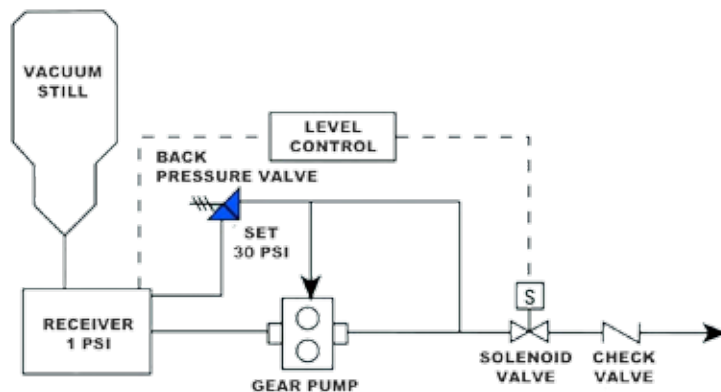 VACUUM
STILL
LEVEL
CONTROL
BACK
PRESSURE VALVE
SET
30 PSI
S
RECEIVER
1 PSI
SOLENOID
VALVE
CHECK
VALVE
GEAR PUMP